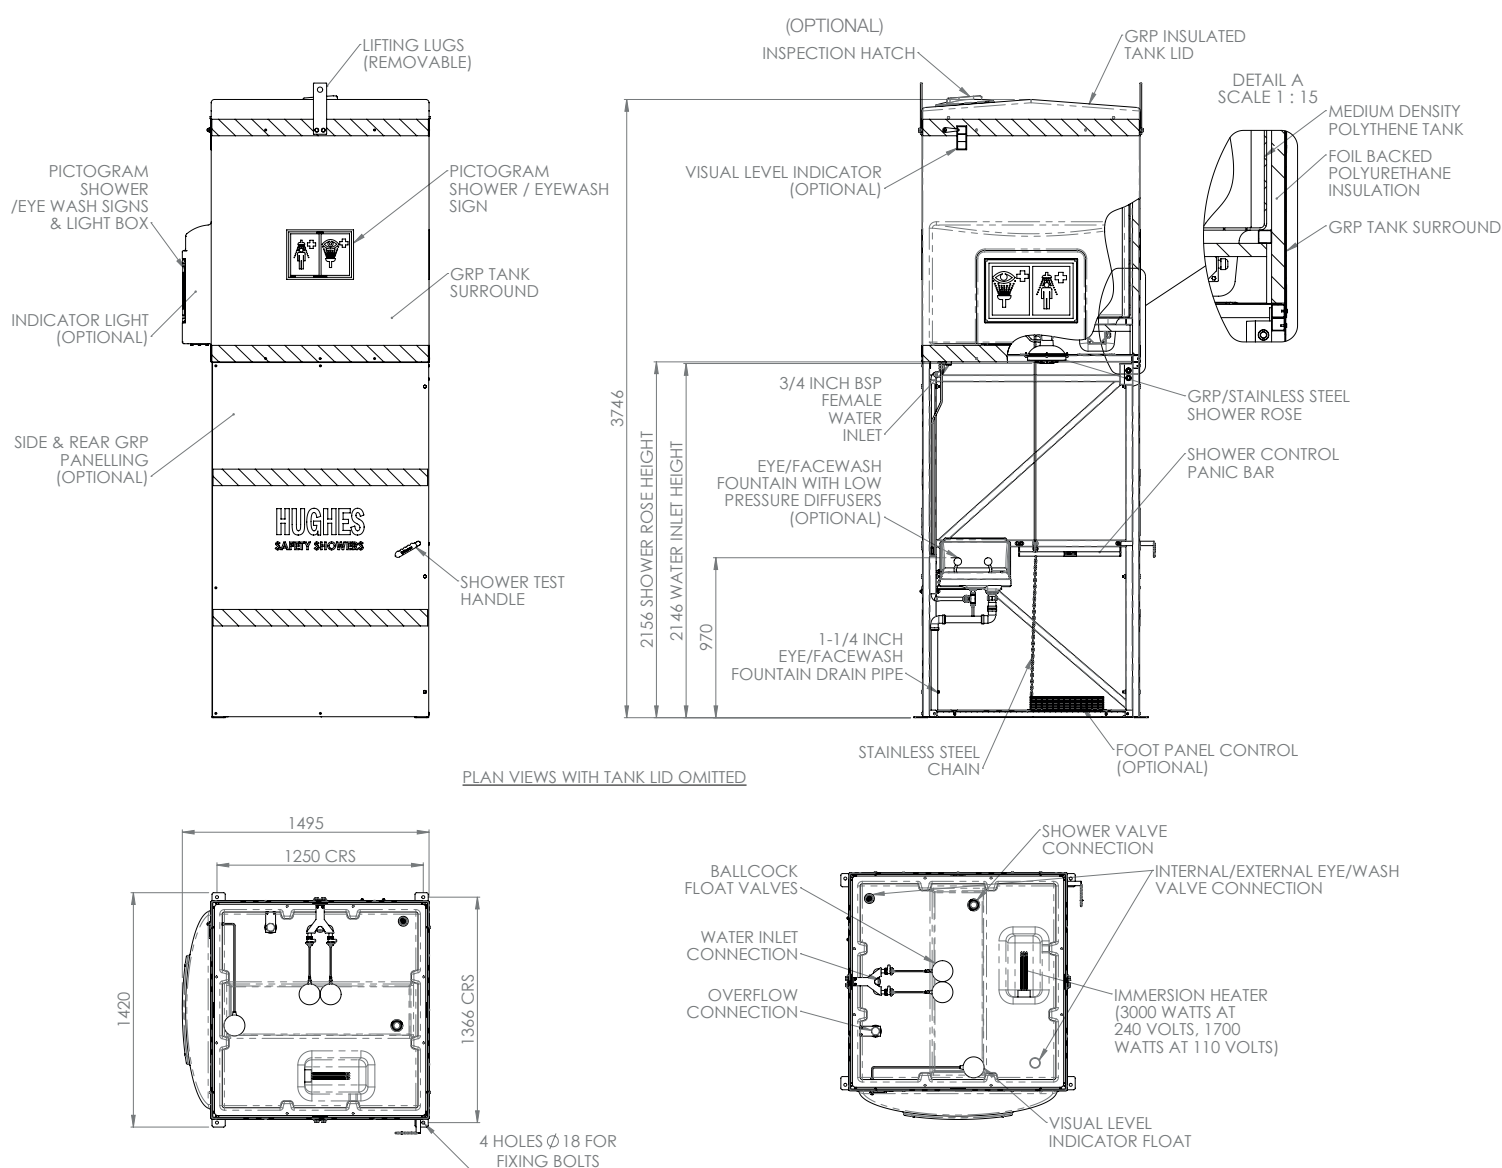 (OPTIONAL)
INSPECTION HATCH
GRP INSULATED
TANK LID
LIFTING LUGS
(REMOVABLE)
DETAIL A
SCALE 1 : 15
MEDIUM DENSITY
POLYTHENE TANK
FOIL BACKED
POLYURETHANE
INSULATION
GRP TANK SURROUND
PICTOGRAM
SHOWER
/EYE WASH SIGNS
& LIGHT BOX
PICTOGRAM
SHOWER / EYEWASH
SIGN
VISUAL LEVEL INDICATOR
(OPTIONAL)
GRP TANK
SURROUND
INDICATOR LIGHT
(OPTIONAL)
3746
2156 SHOWER ROSE HEIGHT
2146 WATER INLET HEIGHT
970
3/4 INCH BSP
FEMALE
WATER
INLET
GRP/STAINLESS STEEL
SHOWER ROSE
SIDE & REAR GRP
PANELLING
(OPTIONAL)
EYE/FACEWASH
FOUNTAIN WITH LOW
PRESSURE DIFFUSERS
(OPTIONAL)
SHOWER CONTROL
PANIC BAR
HUGHES
SAFETY SHOWERS
SHOWER TEST
HANDLE
1-1/4 INCH
EYE/FACEWASH
FOUNTAIN DRAIN PIPE
STAINLESS STEEL
CHAIN
FOOT PANEL CONTROL
(OPTIONAL)
PLAN VIEWS WITH TANK LID OMITTED
1495
1250 CRS
1420
1366 CRS
4 HOLES Ø 18 FOR
FIXING BOLTS
SHOWER VALVE
CONNECTION
BALLCOCK
FLOAT VALVES
INTERNAL/EXTERNAL EYE/WASH
VALVE CONNECTION
WATER INLET
CONNECTION
OVERFLOW
CONNECTION
IMMERSION HEATER
(3000 WATTS AT
240 VOLTS, 1700
WATTS AT 110 VOLTS)
VISUAL LEVEL
INDICATOR FLOAT